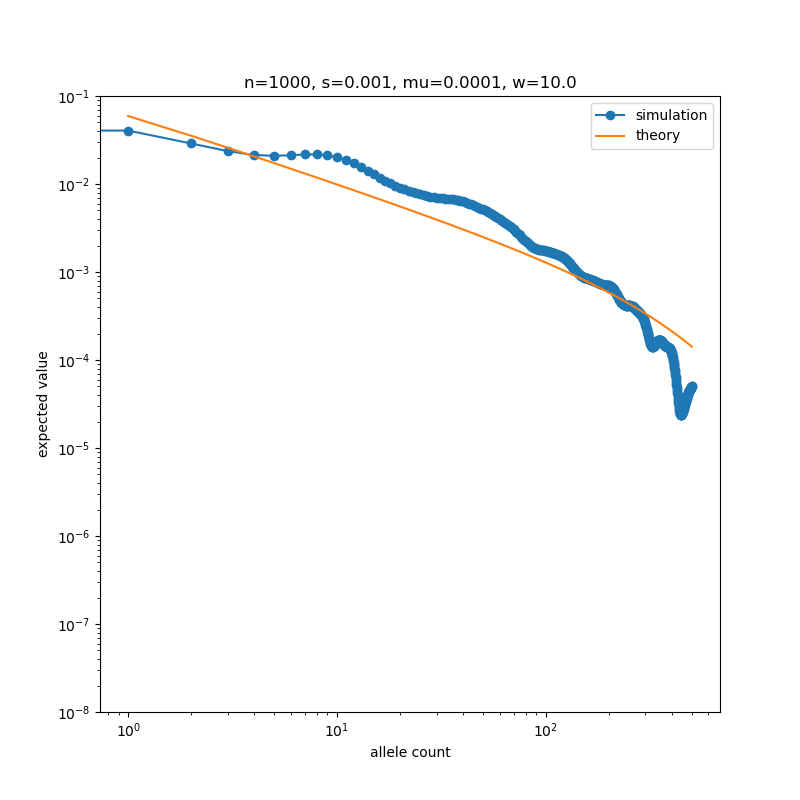 n=1000, s=0.001, mu=0.0001, w=10.0
simulation
theory
10⁻¹
10⁻²
10⁻³
10⁻⁴
10⁻⁵
10⁻⁶
10⁻⁷
10⁻⁸
expected value
10⁰
10¹
10²
allele count